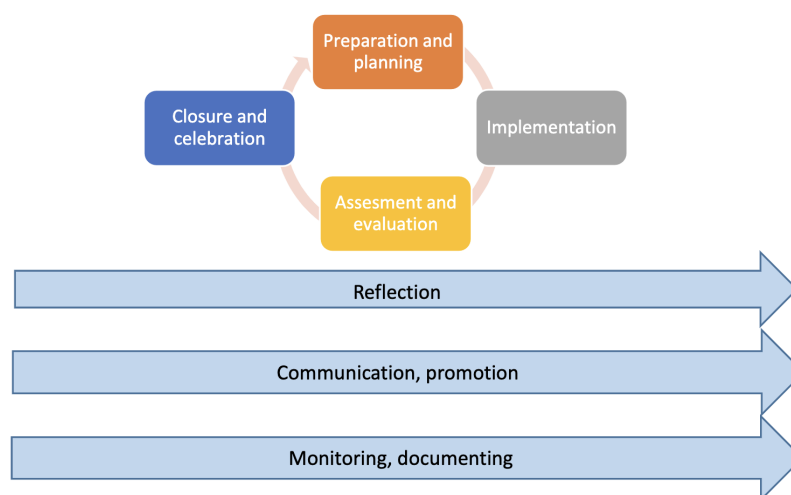 Preparation and
planning
Closure and
celebration
Implementation
Assesment and
evaluation
Reflection
Communication, promotion
Monitoring, documenting